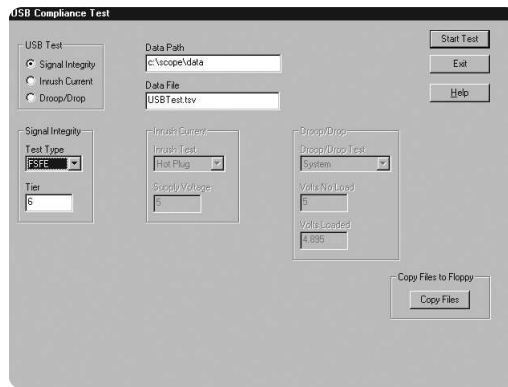 USB Compliance Test
USB Test
Signal Integrity
Inrush Current
Droop/Drop
Data Path
c:\scope\data
Data File
USBTest.tsv
Start Test
Exit
Help
Signal Integrity
Test Type
FSFE
Tier
6
Inrush Current
Inrush Test
Hot Plug
Supply Voltage
5
Droop/Drop
Droop/Drop Test
System
Volts No Load
5
Volts Loaded
4.895
Copy Files to Floppy
Copy Files